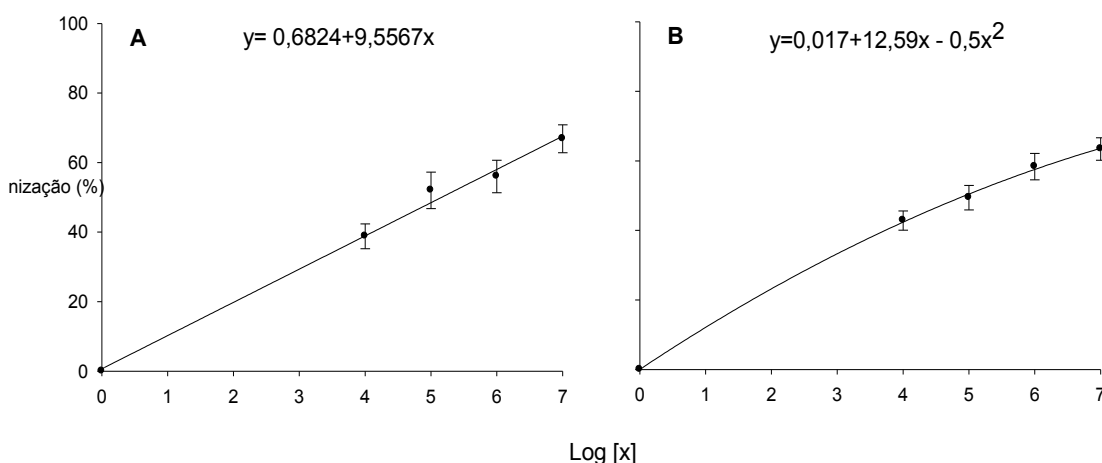 A
y= 0,6824+9,5567x
100
80
60
40
20
0
nização (%)
0 1 2 3 4 5 6 7
B
y=0,017+12,59x - 0,5x²
0 1 2 3 4 5 6 7
Log [x]